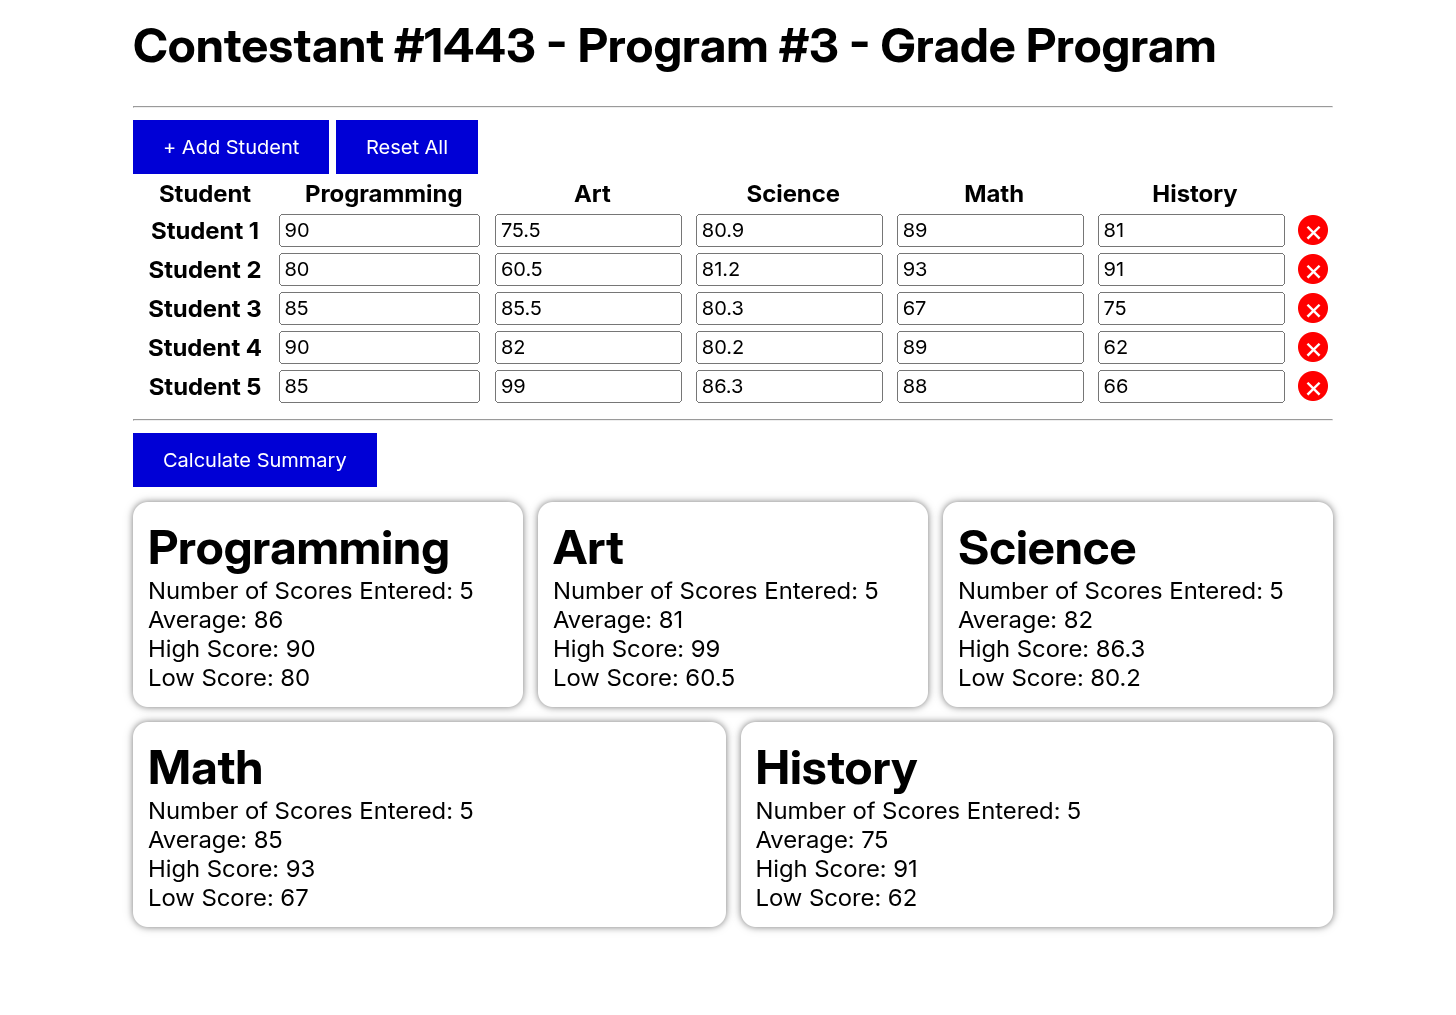 Contestant #1443 - Program #3 - Grade Program
+ Add Student Reset All
Student Programming Art Science Math History
Student 1 90 75.5 80.9 89 81
Student 2 80 60.5 81.2 93 91
Student 3 85 85.5 80.3 67 75
Student 4 90 82 80.2 89 62
Student 5 85 99 86.3 88 66
Calculate Summary
Programming
Number of Scores Entered: 5
Average: 86
High Score: 90
Low Score: 80
Art
Number of Scores Entered: 5
Average: 81
High Score: 99
Low Score: 60.5
Science
Number of Scores Entered: 5
Average: 82
High Score: 86.3
Low Score: 80.2
Math
Number of Scores Entered: 5
Average: 85
High Score: 93
Low Score: 67
History
Number of Scores Entered: 5
Average: 75
High Score: 91
Low Score: 62